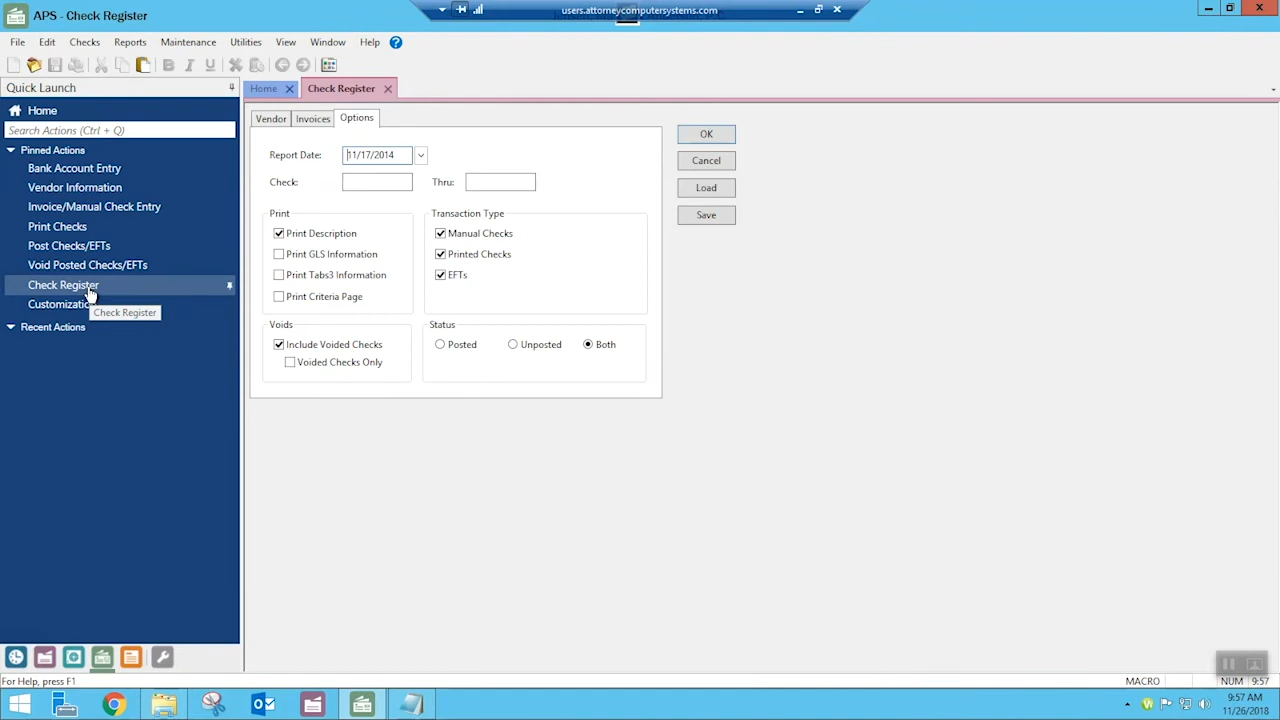 APS - Check Register
users.attorneycomputersystems.com
File Edit Checks Reports Maintenance Utilities View Window Help
Quick Launch
Home
Search Actions (Ctrl + Q)
Pinned Actions
Bank Account Entry
Vendor Information
Invoice/Manual Check Entry
Print Checks
Post Checks/EFTs
Void Posted Checks/EFTs
Check Register
Check Register
Recent Actions
Home Check Register
Vendor Invoices Options
Report Date: 11/17/2014
Check: Thru:
Print
Print Description
Print GLS Information
Print Tabs3 Information
Print Criteria Page
Transaction Type
Manual Checks
Printed Checks
EFTs
Voids
Include Voided Checks
Voided Checks Only
Status
Posted Unposted Both
OK
Cancel
Load
Save
For Help, press F1
MACRO NUM 9:57
9:57 AM
11/26/2018